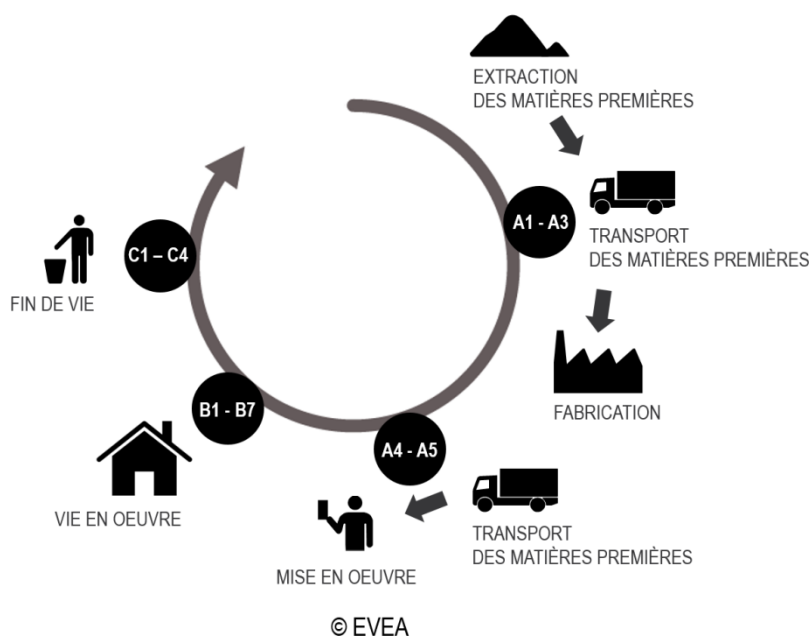 EXTRACTION
DES MATIÈRES PREMIÈRES
A1 - A3
TRANSPORT
DES MATIÈRES PREMIÈRES
FABRICATION
A4 - A5
TRANSPORT
DES MATIÈRES PREMIÈRES
MISE EN OEUVRE
B1 - B7
VIE EN OEUVRE
C1 – C4
FIN DE VIE
© EVEA